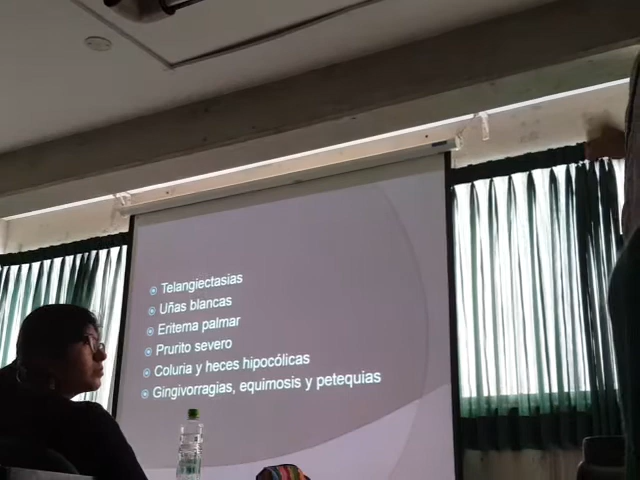 Telangiectasias
Uñas blancas
Eritema palmar
Prurito severo
Coluria y heces hipocólicas
Gingivorragias, equimosis y petequias